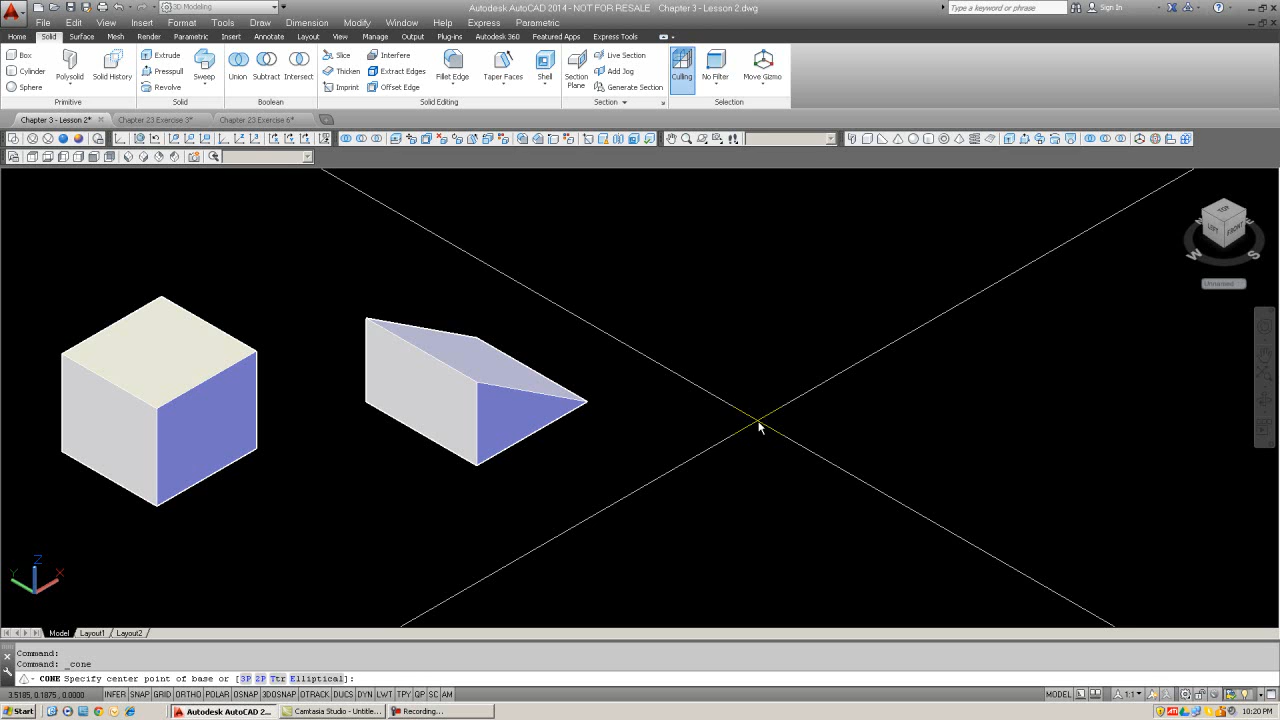 3D Modeling
Autodesk AutoCAD 2014 - NOT FOR RESALE Chapter 3 - Lesson 2.dwg
Type a keyword or phrase
Sign In
File Edit View Insert Format Tools Draw Dimension Modify Window Help Express Parametric
Home Solid Surface Mesh Render Parametric Insert Annotate Layout View Manage Output Plug-ins Autodesk 360 Featured Apps Express Tools
Box
Cylinder
Sphere
Polysolid
Solid History
Primitive
Extrude
Presspull
Revolve
Sweep
Solid
Union
Subtract
Intersect
Boolean
Slice
Thicken
Imprint
Interfere
Extract Edges
Offset Edge
Fillet Edge
Taper Faces
Shell
Solid Editing
Section Plane
Live Section
Add Jog
Generate Section
Section
Culling
No Filter
Move Gizmo
Selection
Chapter 3 - Lesson 2*
Chapter 23 Exercise 3*
Chapter 23 Exercise 6*
TOP
LEFT
FRONT
W
S
Unnamed
Z
Y
X
Model Layout1 Layout2
Command:
Command: _cone
CONE Specify center point of base or [3P 2P Ttr Elliptical]:
3.5185, 0.1875, 0.0000
INFER SNAP GRID ORTHO POLAR OSNAP 3DOSNAP OTRACK DUCS DYN LWT TPY QP SC AM
MODEL
1:1
Start
Autodesk AutoCAD 2...
Camtasia Studio - Untitle...
Recording...
10:20 PM